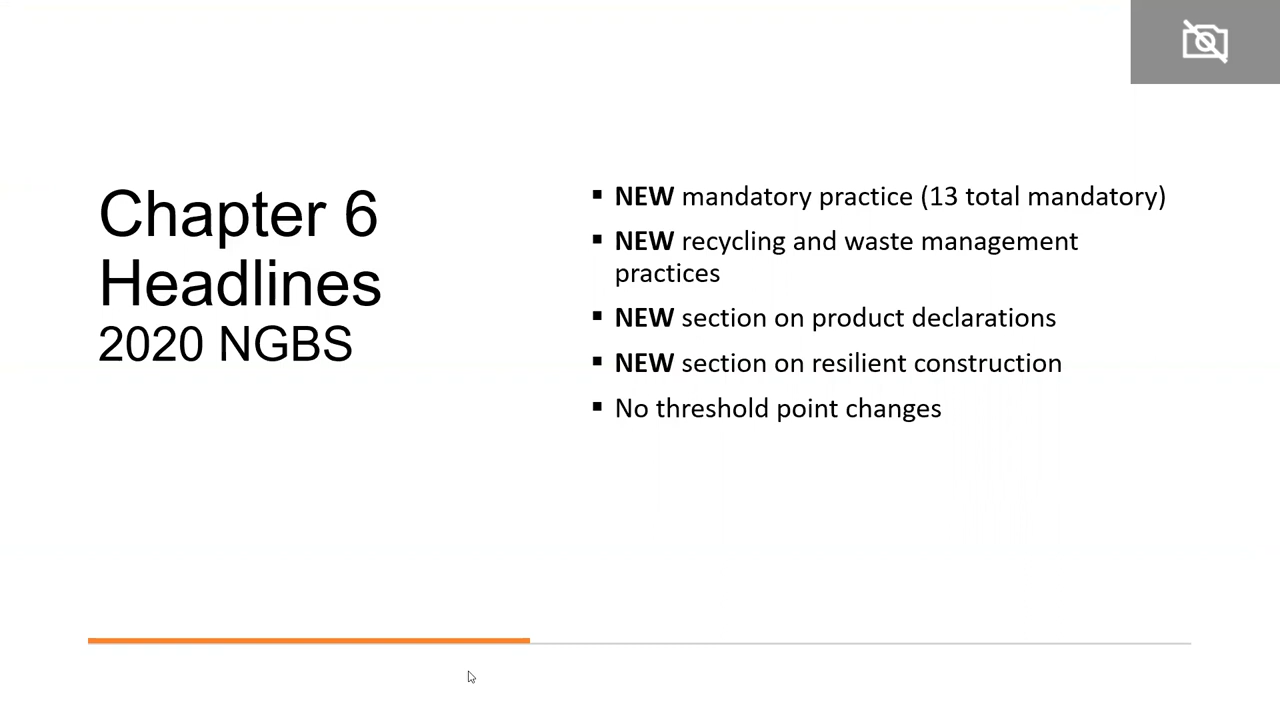 Chapter 6
Headlines
2020 NGBS
▪ NEW mandatory practice (13 total mandatory)
▪ NEW recycling and waste management
practices
▪ NEW section on product declarations
▪ NEW section on resilient construction
▪ No threshold point changes